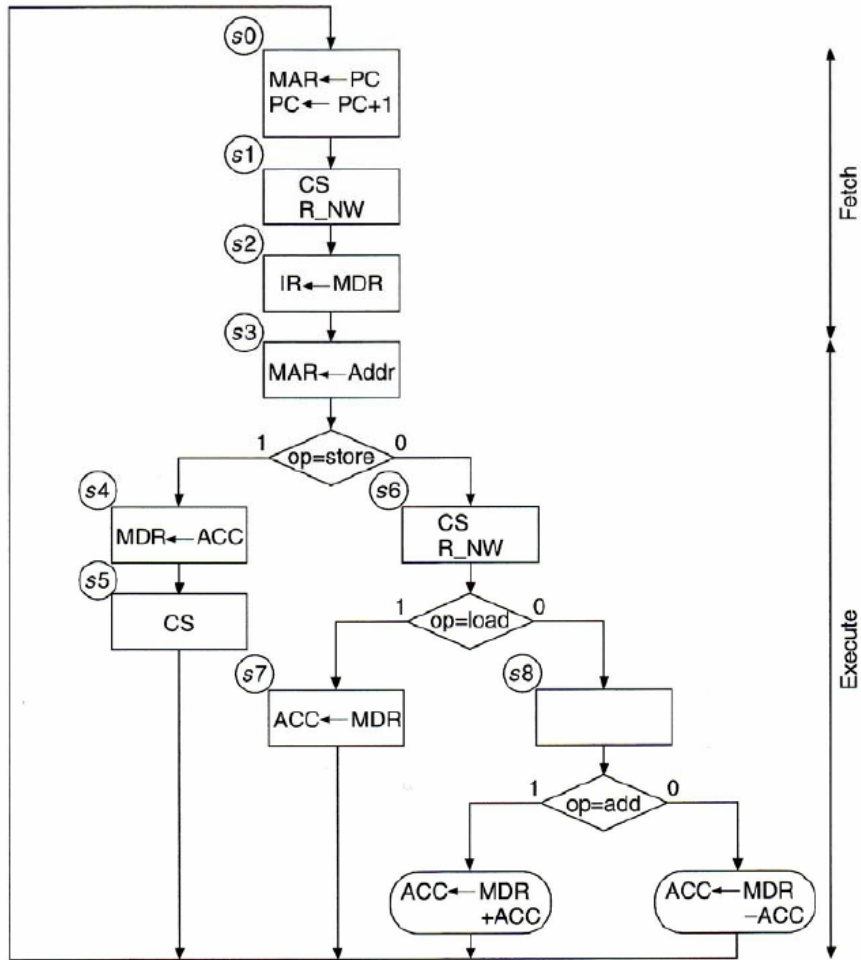 s0
MAR←PC
PC← PC+1
s1
CS
R_NW
s2
IR←MDR
s3
MAR←Addr
Fetch
1
op=store
0
s4
MDR←ACC
s5
CS
s6
CS
R_NW
1
op=load
0
s7
ACC←MDR
s8
1
op=add
0
ACC←MDR
+ACC
ACC←MDR
−ACC
Execute